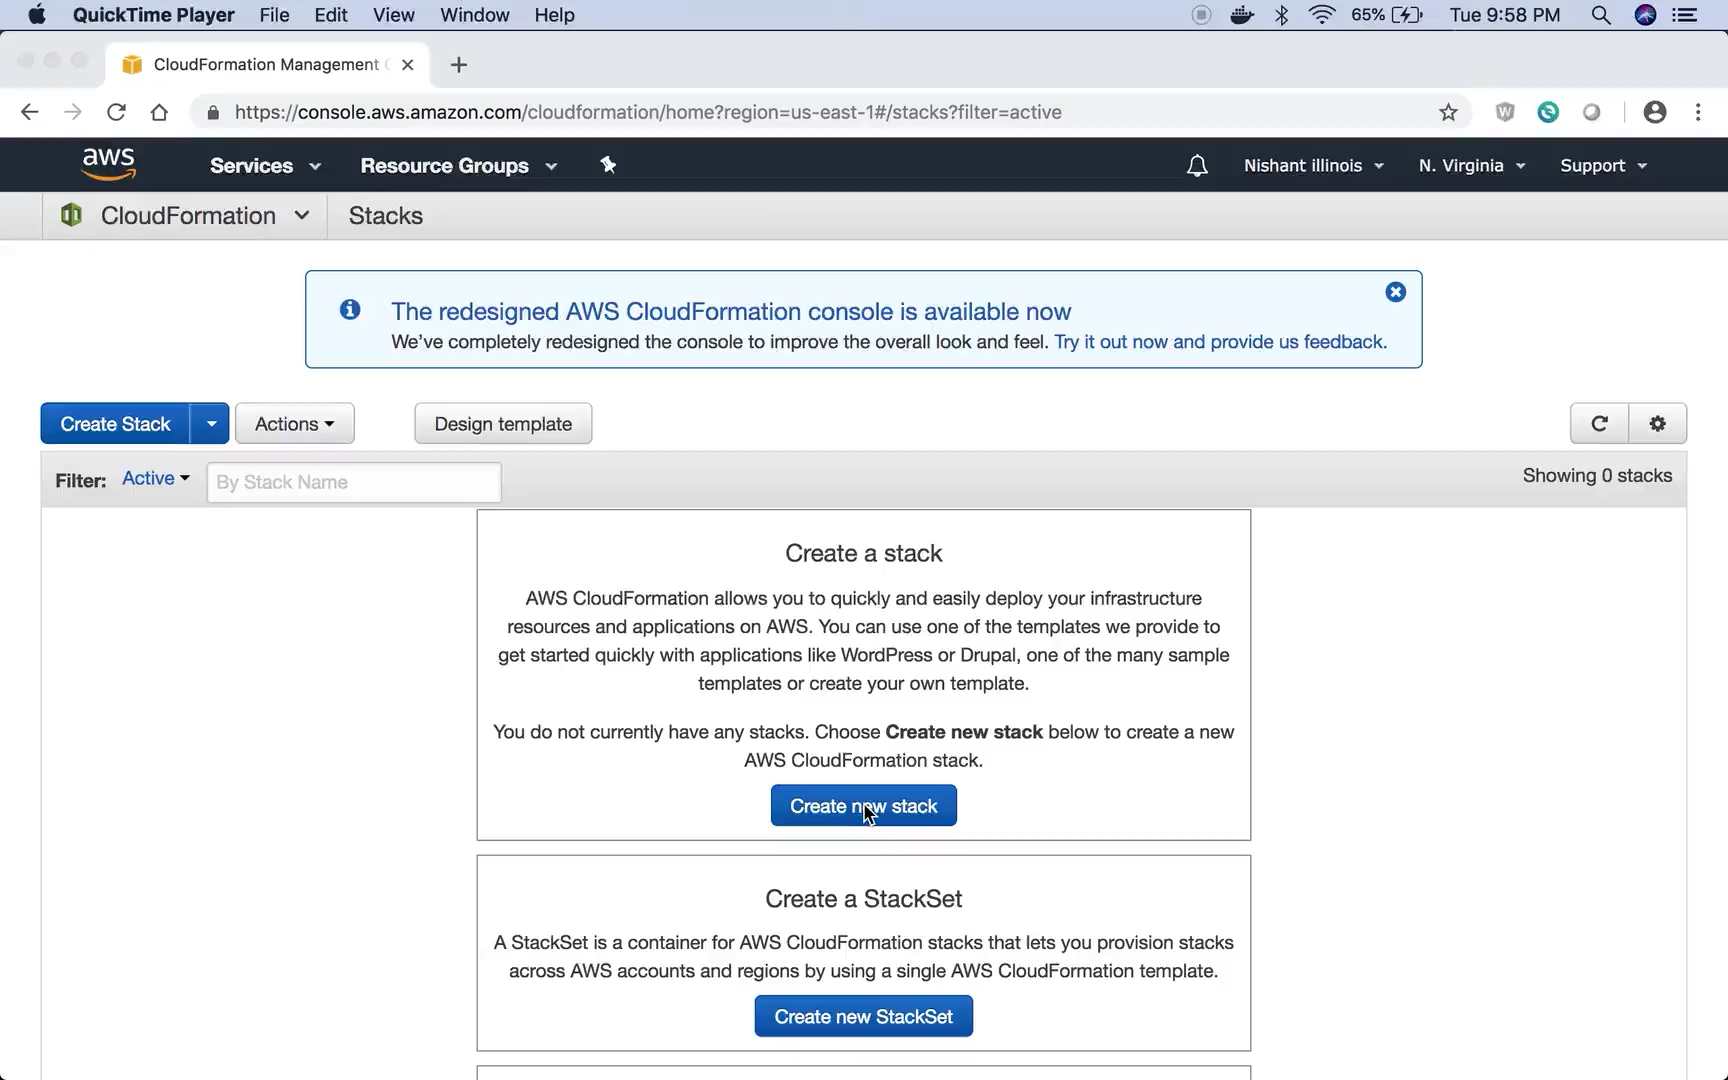 QuickTime Player File Edit View Window Help 65% Tue 9:58 PM
CloudFormation Management
https://console.aws.amazon.com/cloudformation/home?region=us-east-1#/stacks?filter=active
aws Services Resource Groups Nishant illinois N. Virginia Support
CloudFormation Stacks
The redesigned AWS CloudFormation console is available now
We've completely redesigned the console to improve the overall look and feel. Try it out now and provide us feedback.
Create Stack Actions Design template
Filter: Active By Stack Name Showing 0 stacks
Create a stack
AWS CloudFormation allows you to quickly and easily deploy your infrastructure
resources and applications on AWS. You can use one of the templates we provide to
get started quickly with applications like WordPress or Drupal, one of the many sample
templates or create your own template.
You do not currently have any stacks. Choose Create new stack below to create a new
AWS CloudFormation stack.
Create new stack
Create a StackSet
A StackSet is a container for AWS CloudFormation stacks that lets you provision stacks
across AWS accounts and regions by using a single AWS CloudFormation template.
Create new StackSet